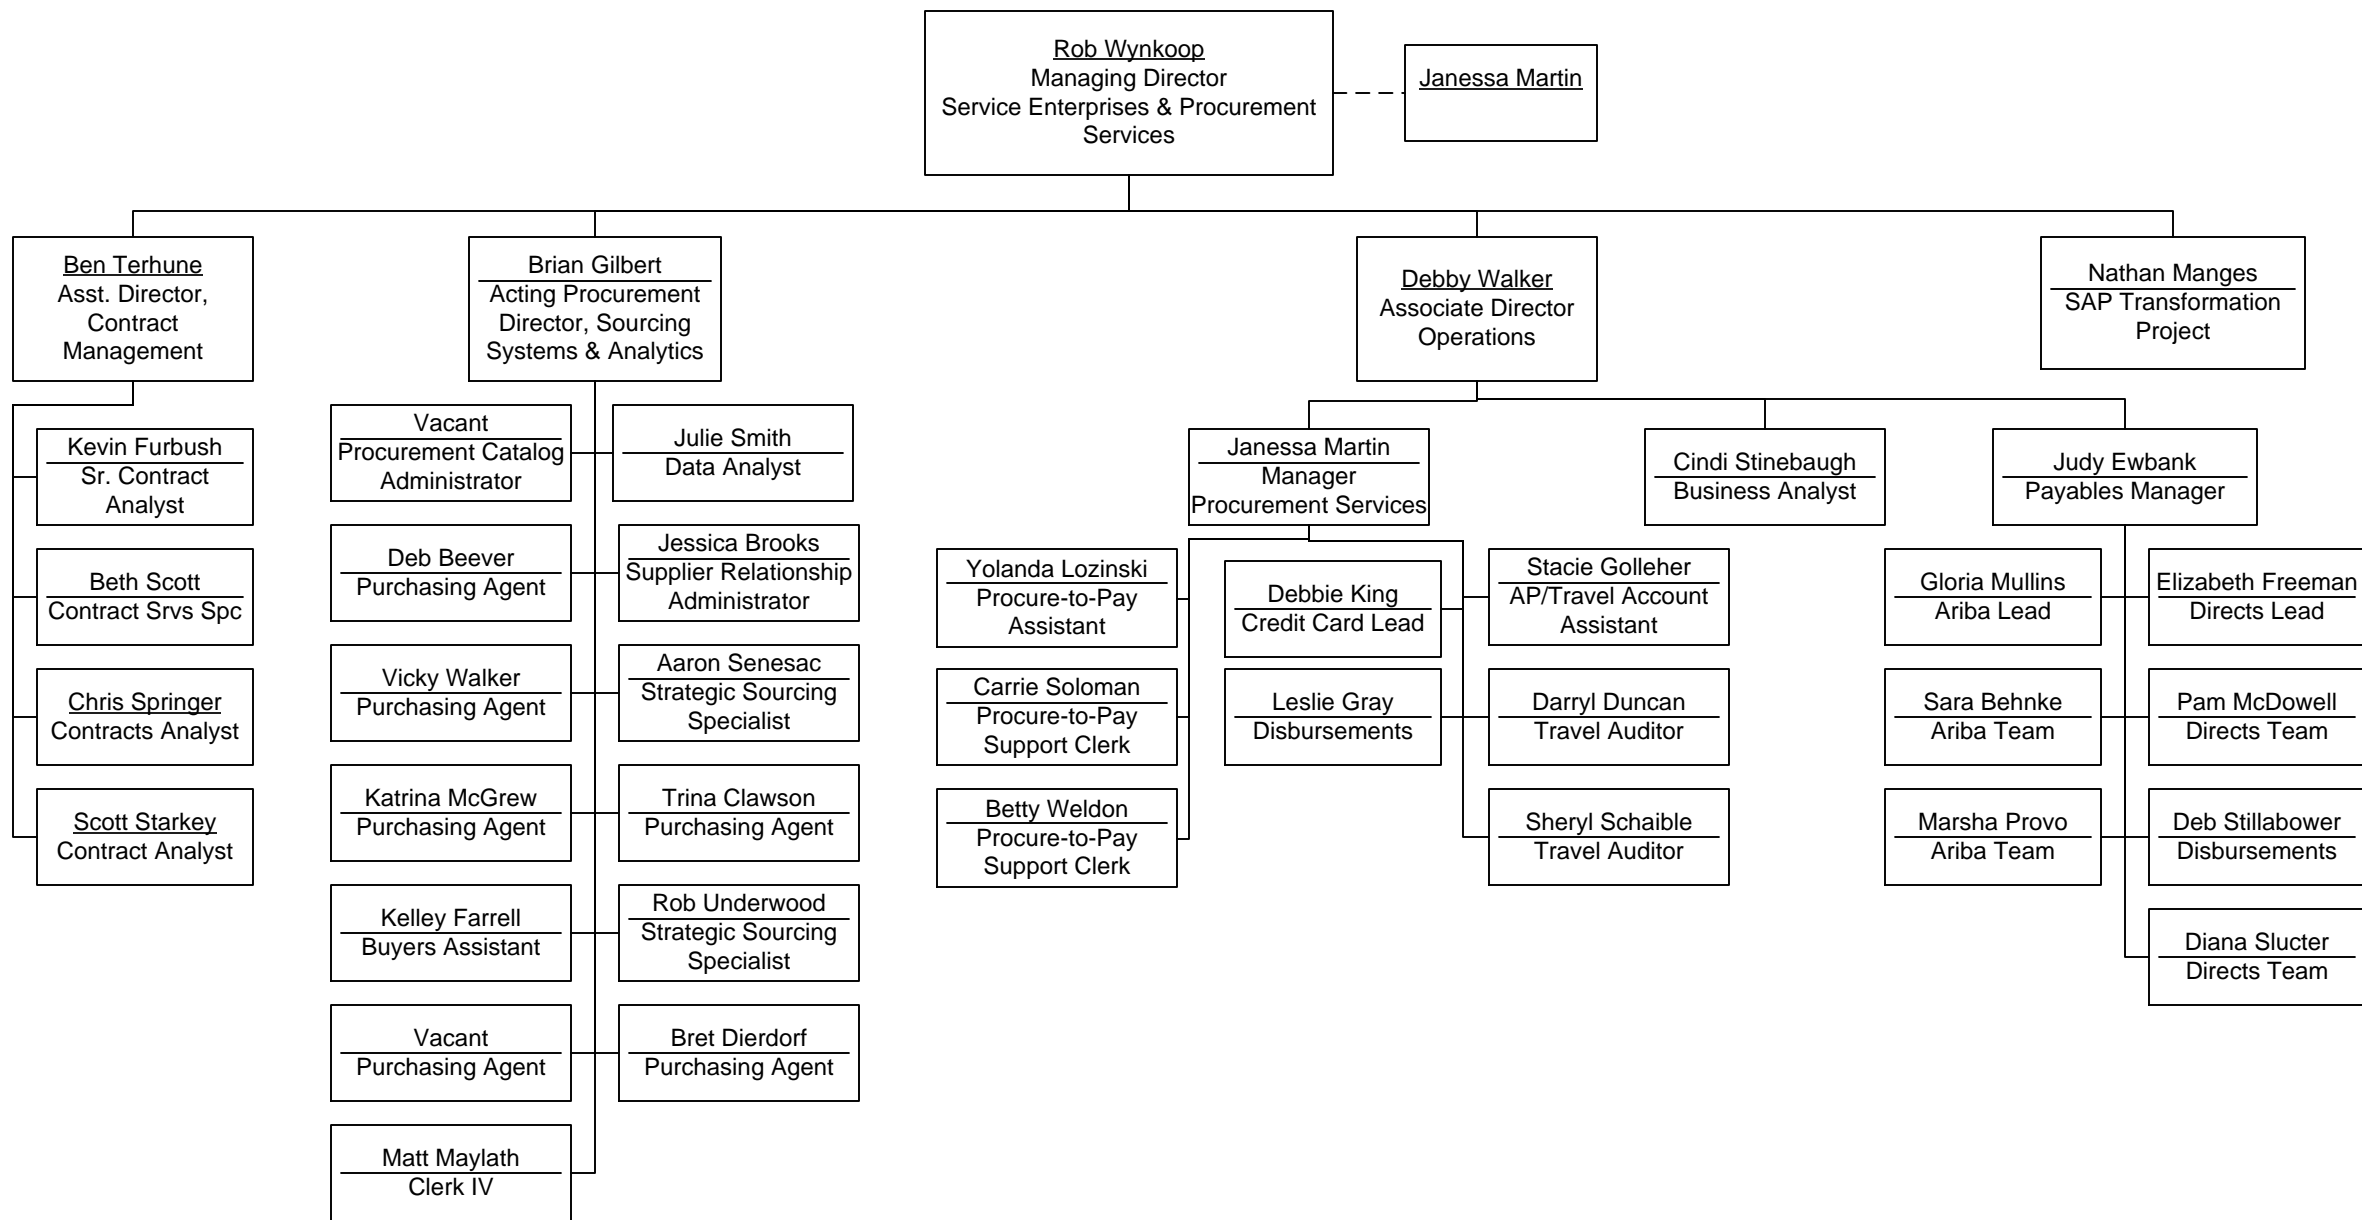 Rob Wynkoop
Managing Director
Service Enterprises & Procurement
Services
Janessa Martin
Ben Terhune
Asst. Director,
Contract
Management
Brian Gilbert
Acting Procurement
Director, Sourcing
Systems & Analytics
Debby Walker
Associate Director
Operations
Nathan Manges
SAP Transformation
Project
Kevin Furbush
Sr. Contract
Analyst
Beth Scott
Contract Srvs Spc
Chris Springer
Contracts Analyst
Scott Starkey
Contract Analyst
Vacant
Procurement Catalog
Administrator
Julie Smith
Data Analyst
Deb Beever
Purchasing Agent
Jessica Brooks
Supplier Relationship
Administrator
Vicky Walker
Purchasing Agent
Aaron Senesac
Strategic Sourcing
Specialist
Katrina McGrew
Purchasing Agent
Trina Clawson
Purchasing Agent
Kelley Farrell
Buyers Assistant
Rob Underwood
Strategic Sourcing
Specialist
Vacant
Purchasing Agent
Bret Dierdorf
Purchasing Agent
Matt Maylath
Clerk IV
Janessa Martin
Manager
Procurement Services
Cindi Stinebaugh
Business Analyst
Judy Ewbank
Payables Manager
Yolanda Lozinski
Procure-to-Pay
Assistant
Carrie Soloman
Procure-to-Pay
Support Clerk
Betty Weldon
Procure-to-Pay
Support Clerk
Debbie King
Credit Card Lead
Leslie Gray
Disbursements
Stacie Golleher
AP/Travel Account
Assistant
Darryl Duncan
Travel Auditor
Sheryl Schaible
Travel Auditor
Gloria Mullins
Ariba Lead
Elizabeth Freeman
Directs Lead
Sara Behnke
Ariba Team
Pam McDowell
Directs Team
Marsha Provo
Ariba Team
Deb Stillabower
Disbursements
Diana Slucter
Directs Team